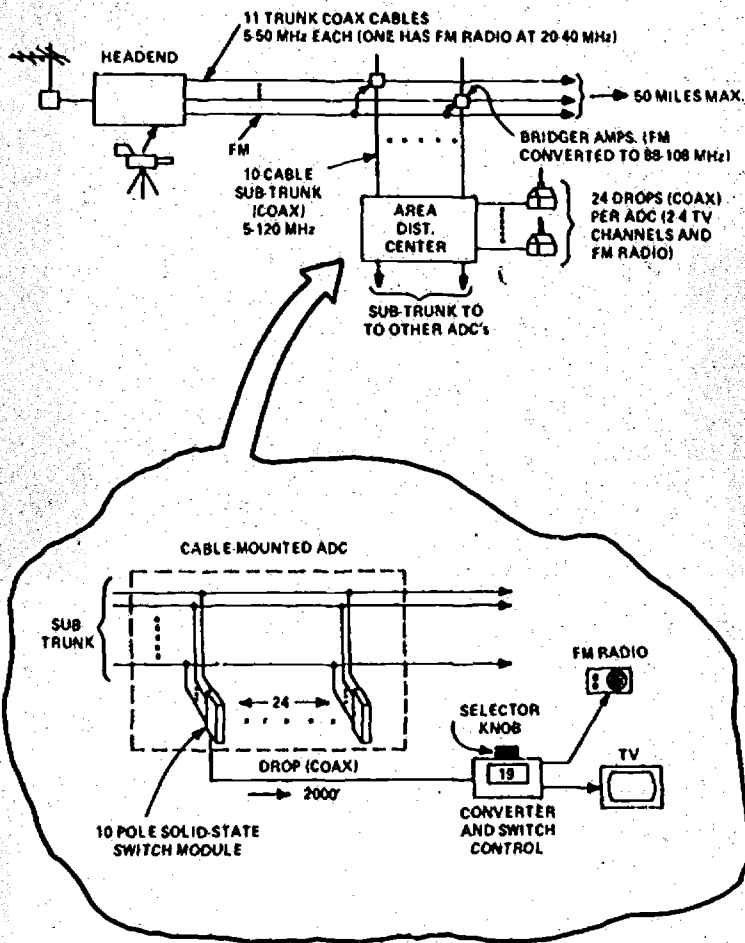 11 TRUNK COAX CABLES
5-50 MHz EACH (ONE HAS FM RADIO AT 20-40 MHz)
HEADEND
50 MILES MAX.
FM
BRIDGER AMPS. (FM
CONVERTED TO 88-108 MHz)
10 CABLE
SUB-TRUNK
(COAX)
5-120 MHz
AREA
DIST.
CENTER
24 DROPS (COAX)
PER ADC (2-4 TV
CHANNELS AND
FM RADIO)
SUB-TRUNK TO
TO OTHER ADC's
CABLE-MOUNTED ADC
SUB
TRUNK
FM RADIO
24
SELECTOR
KNOB
TV
19
DROP (COAX)
2000'
CONVERTER
AND SWITCH
CONTROL
10 POLE SOLID-STATE
SWITCH MODULE